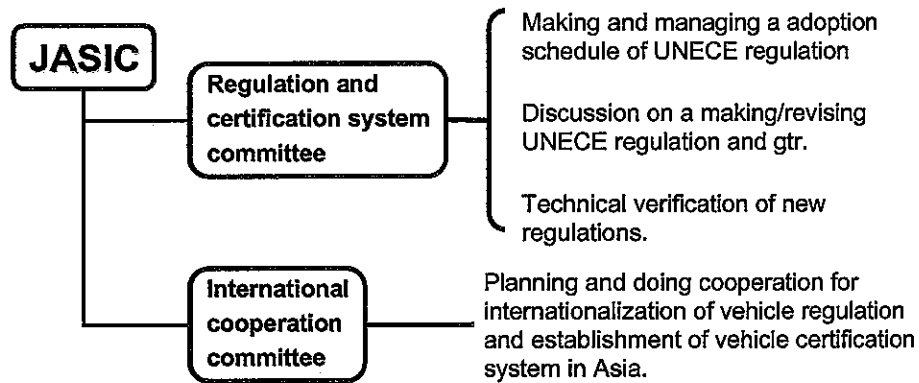 JASIC
Regulation and
certification system
committee
Making and managing a adoption
schedule of UNECE regulation
Discussion on a making/revising
UNECE regulation and gtr.
Technical verification of new
regulations.
International
cooperation
committee
Planning and doing cooperation for
internationalization of vehicle regulation
and establishment of vehicle certification
system in Asia.